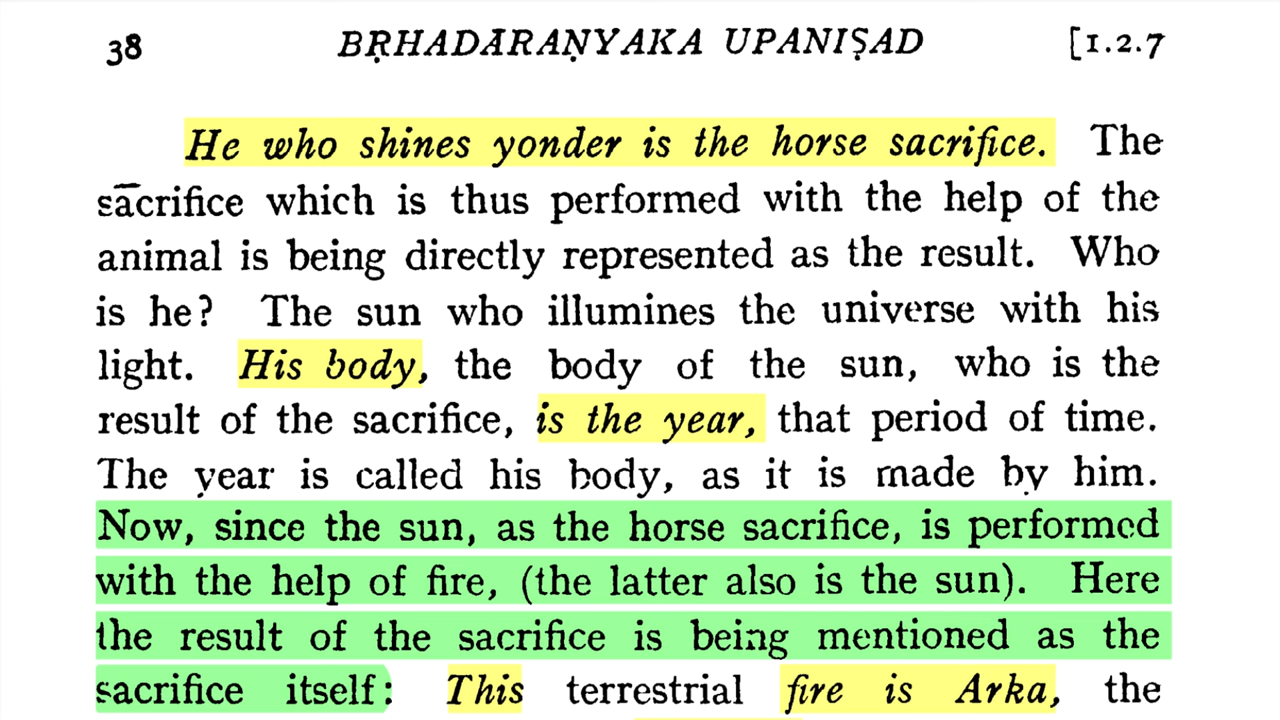 38 BṚHADĀRAṆYAKA UPANIṢAD [1.2.7
He who shines yonder is the horse sacrifice. The
sacrifice which is thus performed with the help of the
animal is being directly represented as the result. Who
is he? The sun who illumines the universe with his
light. His body, the body of the sun, who is the
result of the sacrifice, is the year, that period of time.
The year is called his body, as it is made by him.
Now, since the sun, as the horse sacrifice, is performed
with the help of fire, (the latter also is the sun). Here
the result of the sacrifice is being mentioned as the
sacrifice itself: This terrestrial fire is Arka, the